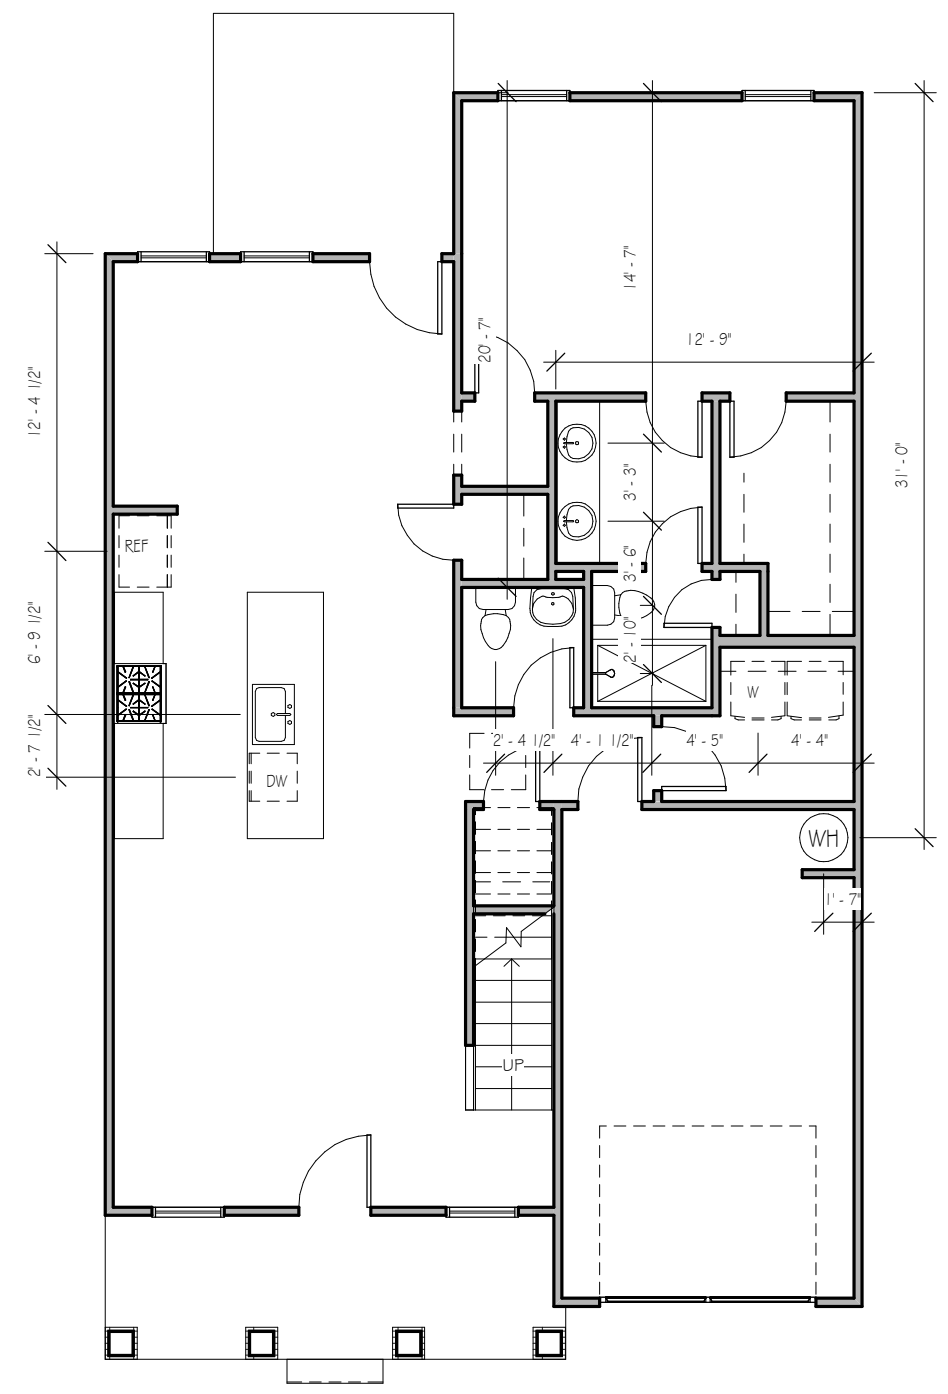 14' - 7"
20' - 7"
12' - 9"
12' - 4 1/2"
31' - 0"
3' - 3"
REF
3' - 6"
6' - 9 1/2"
2' - 10"
W
2' - 7 1/2"
2' - 4 1/2"
4' - 1 1/2"
4' - 5"
4' - 4"
DW
WH
1' - 7"
UP